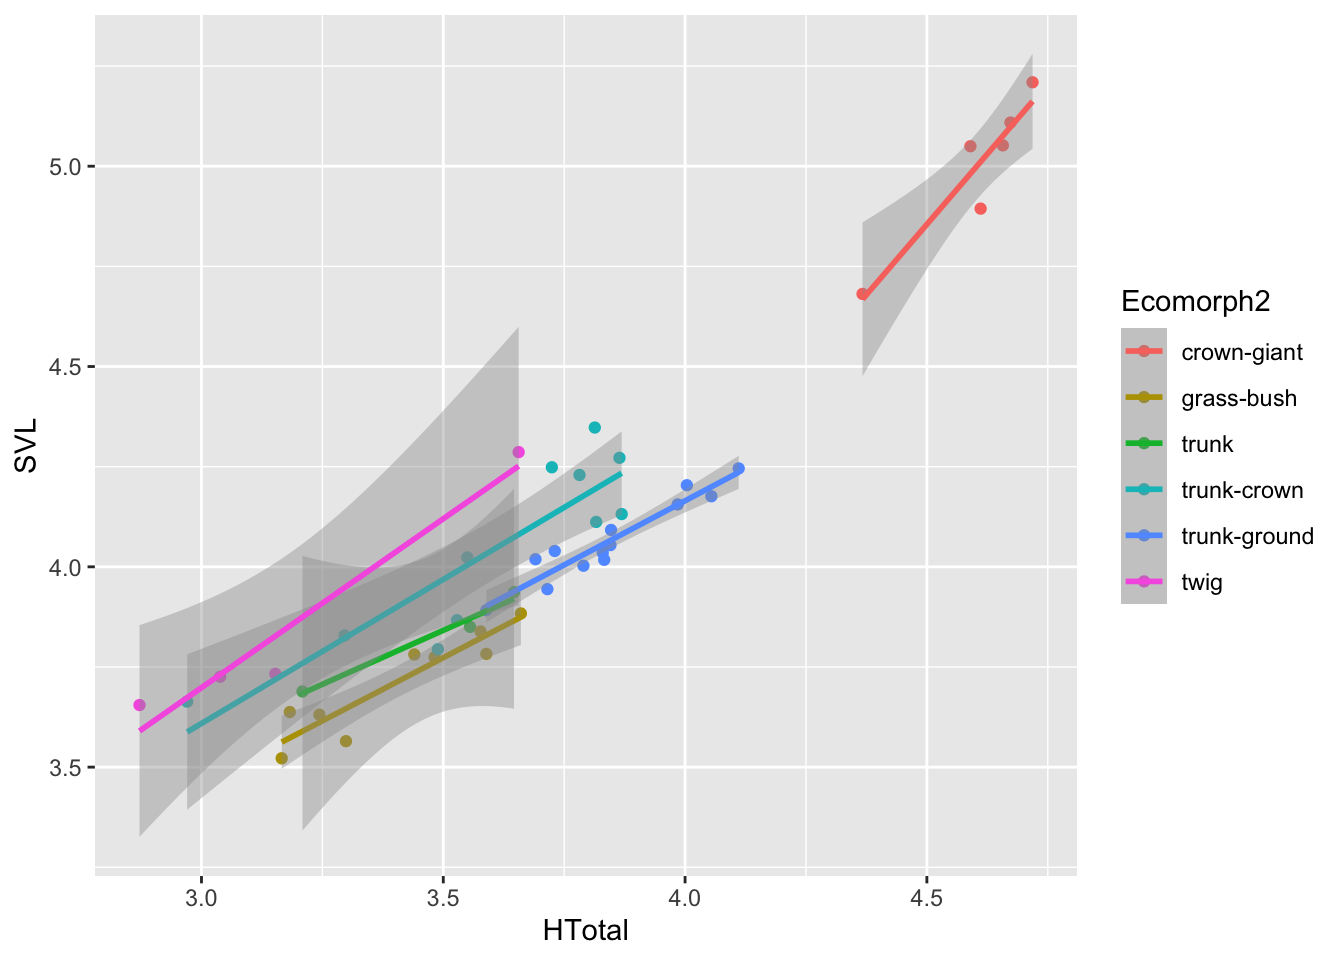 5.0
4.5
4.0
3.5
SVL
3.0 3.5 4.0 4.5
HTotal
Ecomorph2
crown-giant
grass-bush
trunk
trunk-crown
trunk-ground
twig